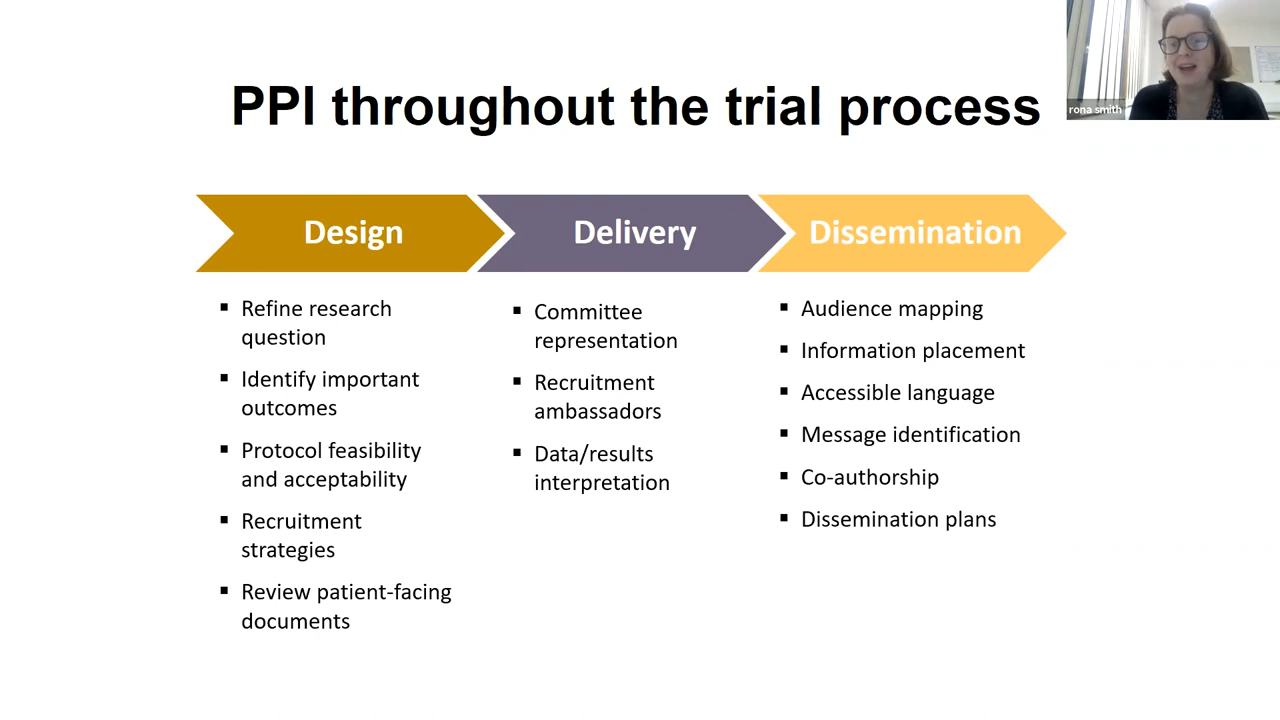 PPI throughout the trial process
rona smith
Design
Delivery
Dissemination
▪ Refine research
question
▪ Identify important
outcomes
▪ Protocol feasibility
and acceptability
▪ Recruitment
strategies
▪ Review patient-facing
documents
▪ Committee
representation
▪ Recruitment
ambassadors
▪ Data/results
interpretation
▪ Audience mapping
▪ Information placement
▪ Accessible language
▪ Message identification
▪ Co-authorship
▪ Dissemination plans